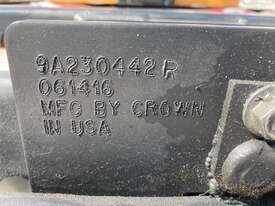 9A230442R
061416
MFG BY CROWN
IN USA